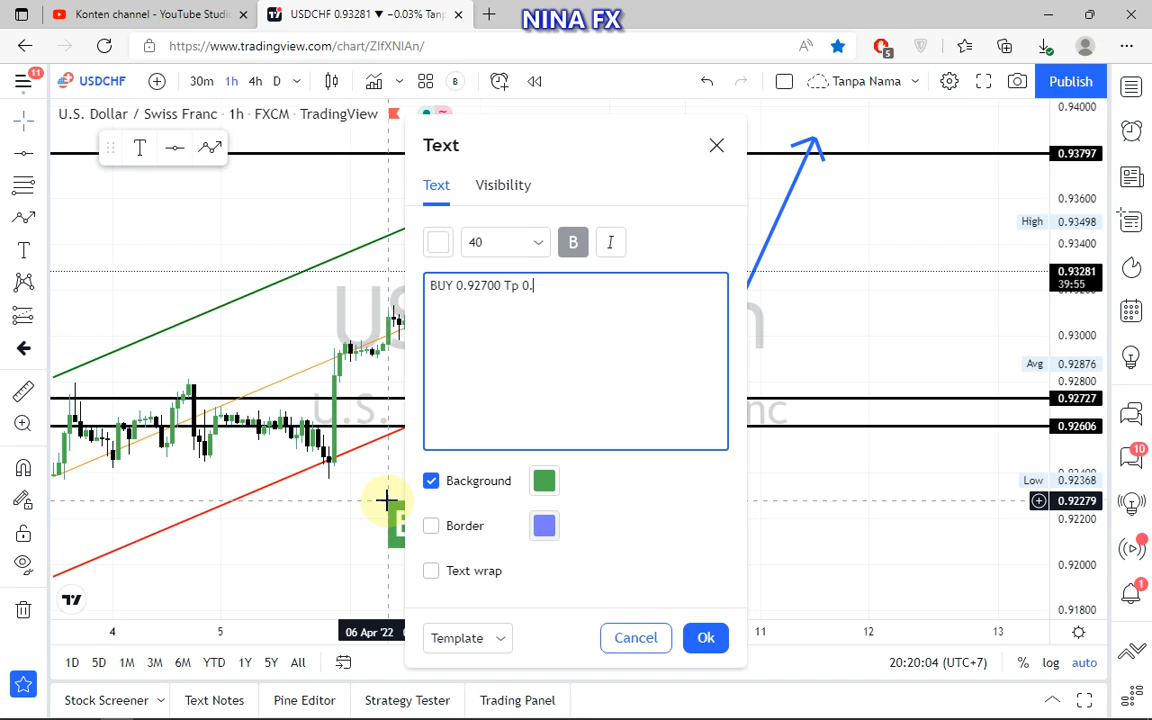 Konten channel - YouTube Studi
USDCHF 0.93281 ▼ −0.03% Tanp
NINA FX
https://www.tradingview.com/chart/ZIfXNIAn/
5
11
USDCHF
30m 1h 4h D
B
Tanpa Nama
Publish
U.S. Dollar / Swiss Franc · 1h · FXCM · TradingView
0.94000
0.93797
0.93600
High 0.93498
0.93400
0.93281
39:55
0.93000
Avg 0.92876
0.92800
0.92727
0.92606
Low 0.92368
0.92279
0.92200
0.92000
0.91800
Text
Text Visibility
40 B I
BUY 0.92700 Tp 0.
Background
Border
Text wrap
Template Cancel Ok
10
1
4 5 06 Apr '22 11 12 13
1D 5D 1M 3M 6M YTD 1Y 5Y All
20:20:04 (UTC+7) % log auto
Stock Screener Text Notes Pine Editor Strategy Tester Trading Panel